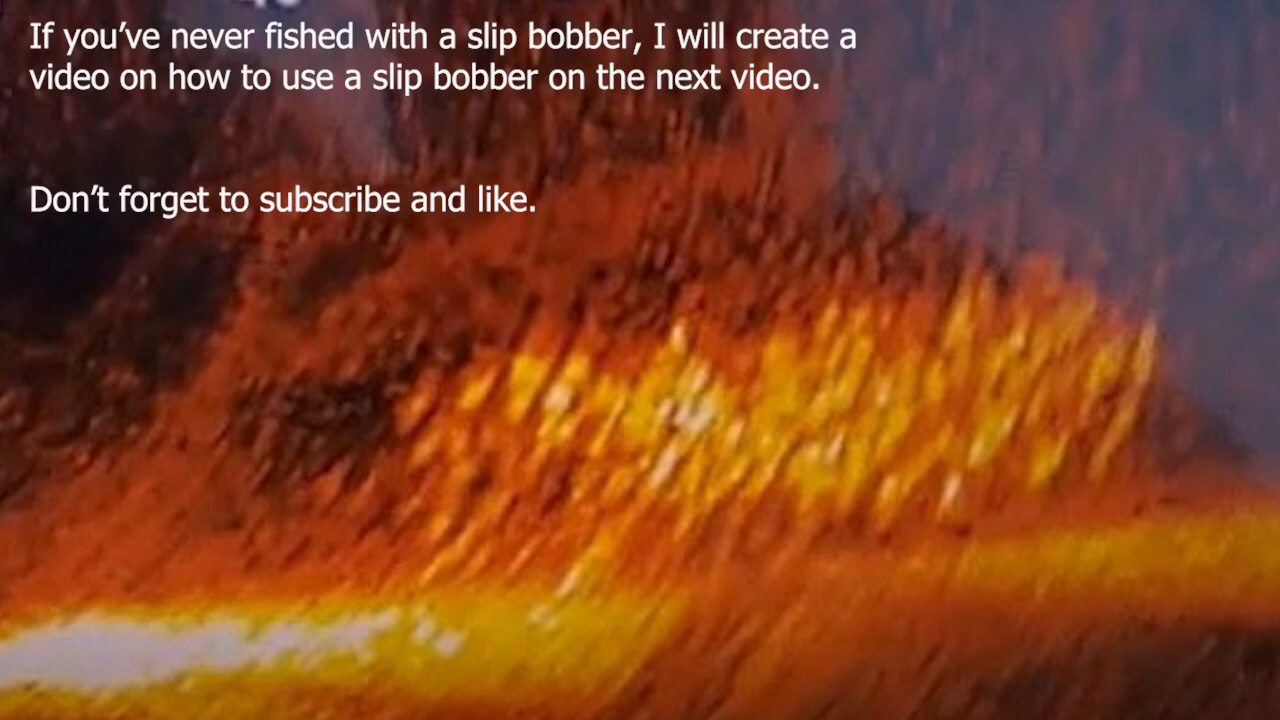 If you’ve never fished with a slip bobber, I will create a
video on how to use a slip bobber on the next video.
Don’t forget to subscribe and like.